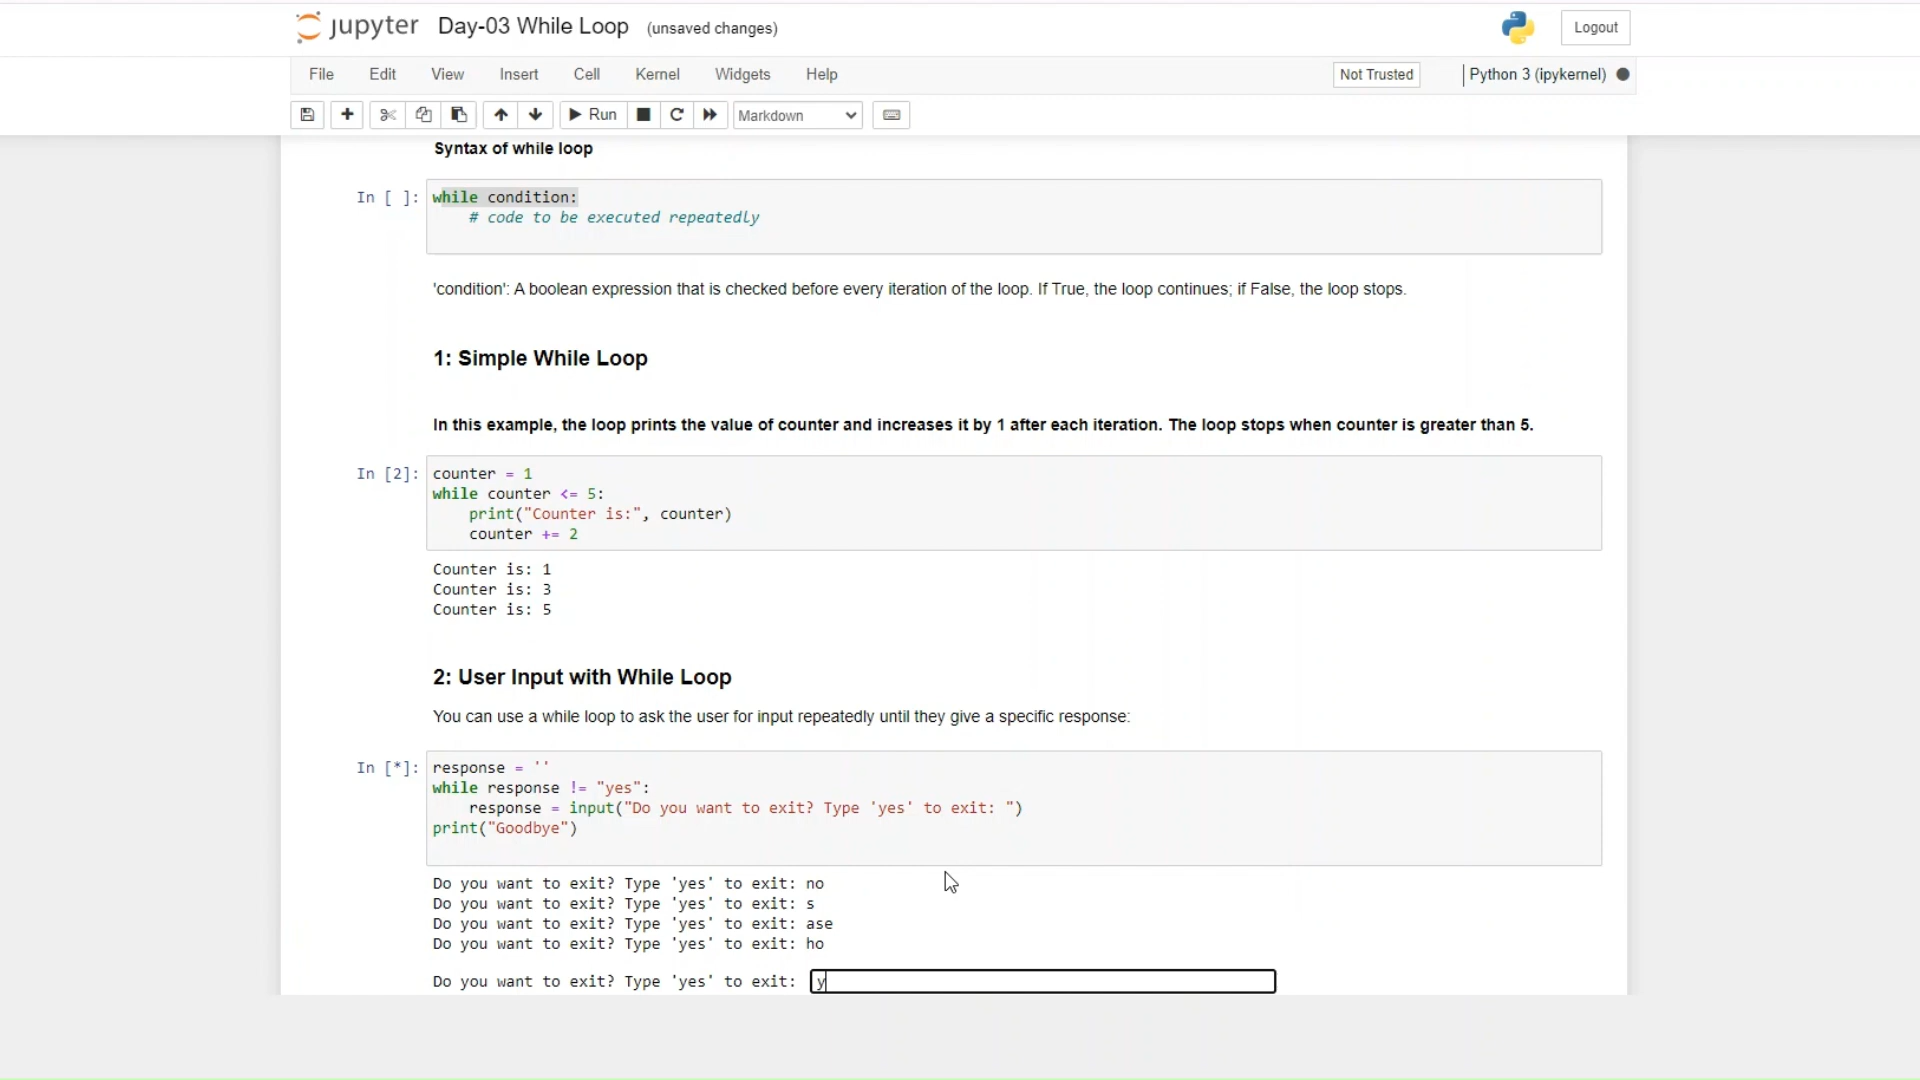 jupyter Day-03 While Loop (unsaved changes) Logout
File Edit View Insert Cell Kernel Widgets Help Not Trusted Python 3 (ipykernel)
Run Markdown
Syntax of while loop
In [ ]: while condition:
    # code to be executed repeatedly
'condition': A boolean expression that is checked before every iteration of the loop. If True, the loop continues; if False, the loop stops.
1: Simple While Loop
In this example, the loop prints the value of counter and increases it by 1 after each iteration. The loop stops when counter is greater than 5.
In [2]: counter = 1
while counter <= 5:
    print("Counter is:", counter)
    counter += 2
Counter is: 1
Counter is: 3
Counter is: 5
2: User Input with While Loop
You can use a while loop to ask the user for input repeatedly until they give a specific response:
In [*]: response = ''
while response != "yes":
    response = input("Do you want to exit? Type 'yes' to exit: ")
print("Goodbye")
Do you want to exit? Type 'yes' to exit: no
Do you want to exit? Type 'yes' to exit: s
Do you want to exit? Type 'yes' to exit: ase
Do you want to exit? Type 'yes' to exit: ho
Do you want to exit? Type 'yes' to exit: y